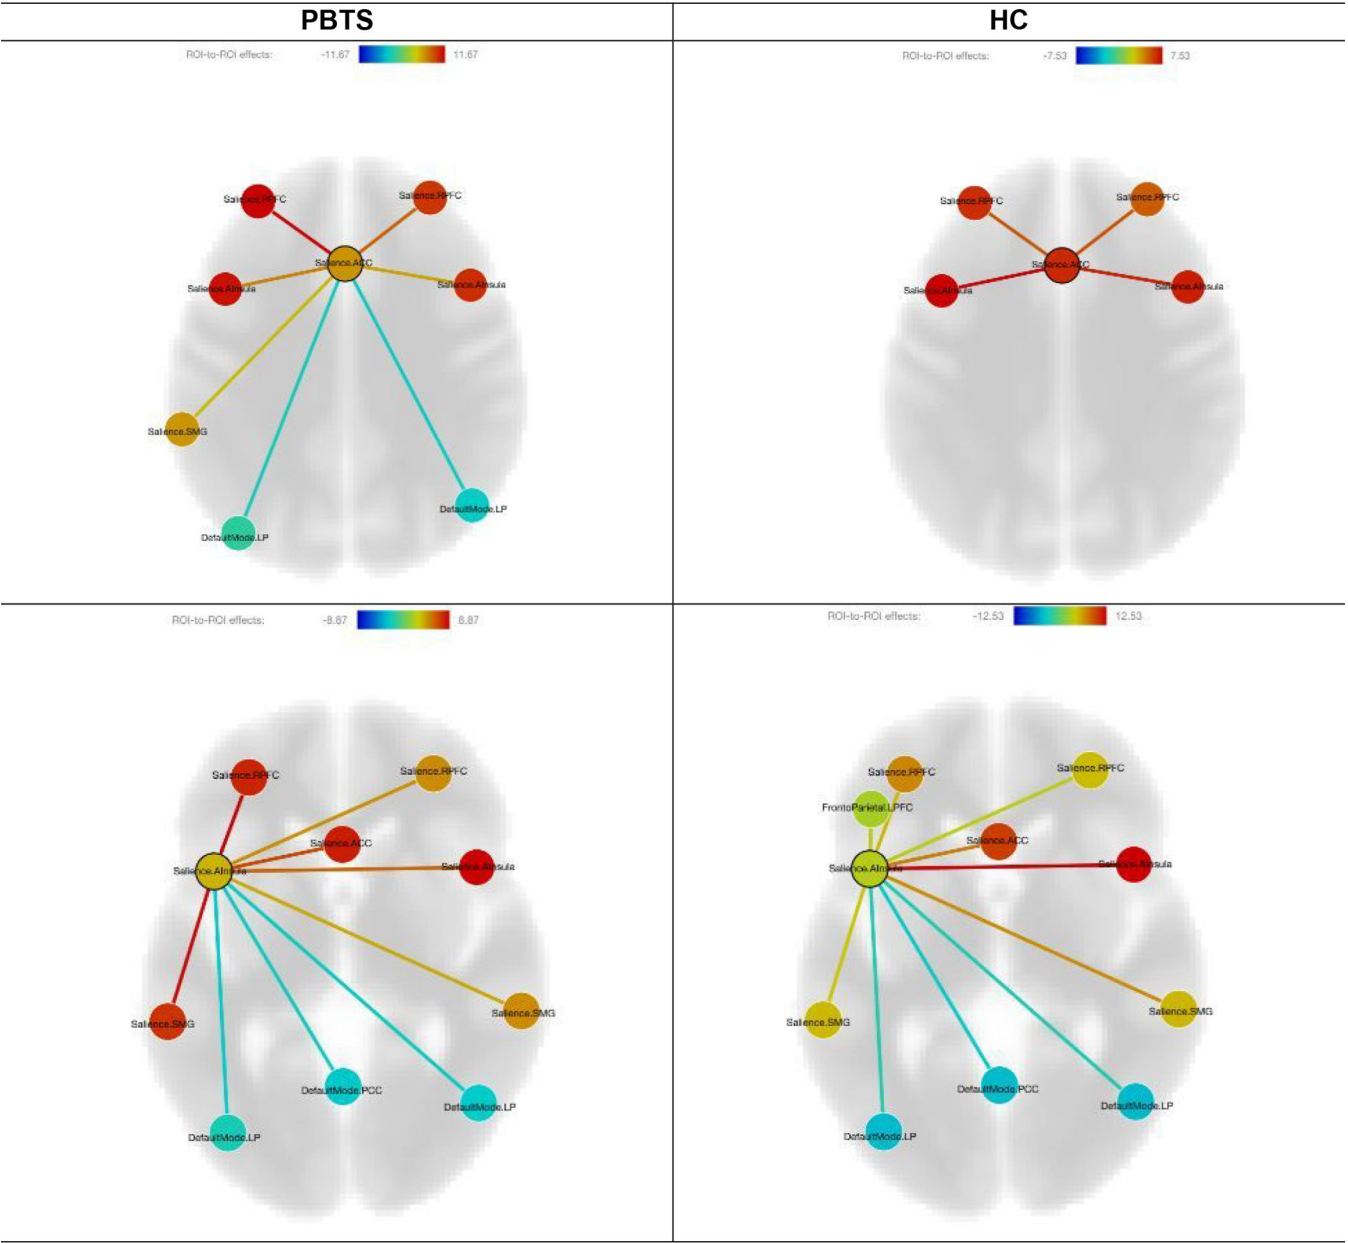 PBTS
HC
ROI-to-ROI effects: -11.67 11.67
ROI-to-ROI effects: -7.53 7.53
Salience.RPFC
Salience.RPFC
Salience.ACC
Salience.AInsula
Salience.AInsula
Salience.SMG
DefaultMode.LP
DefaultMode.LP
Salience.RPFC
Salience.RPFC
Salience.ACC
Salience.AInsula
Salience.AInsula
ROI-to-ROI effects: -8.87 8.87
ROI-to-ROI effects: -12.53 12.53
Salience.RPFC
Salience.RPFC
Salience.ACC
Salience.AInsula
Salience.AInsula
Salience.SMG
Salience.SMG
DefaultMode.PCC
DefaultMode.LP
DefaultMode.LP
Salience.RPFC
Salience.RPFC
FrontoParietal.LPFC
Salience.ACC
Salience.AInsula
Salience.AInsula
Salience.SMG
Salience.SMG
DefaultMode.PCC
DefaultMode.LP
DefaultMode.LP